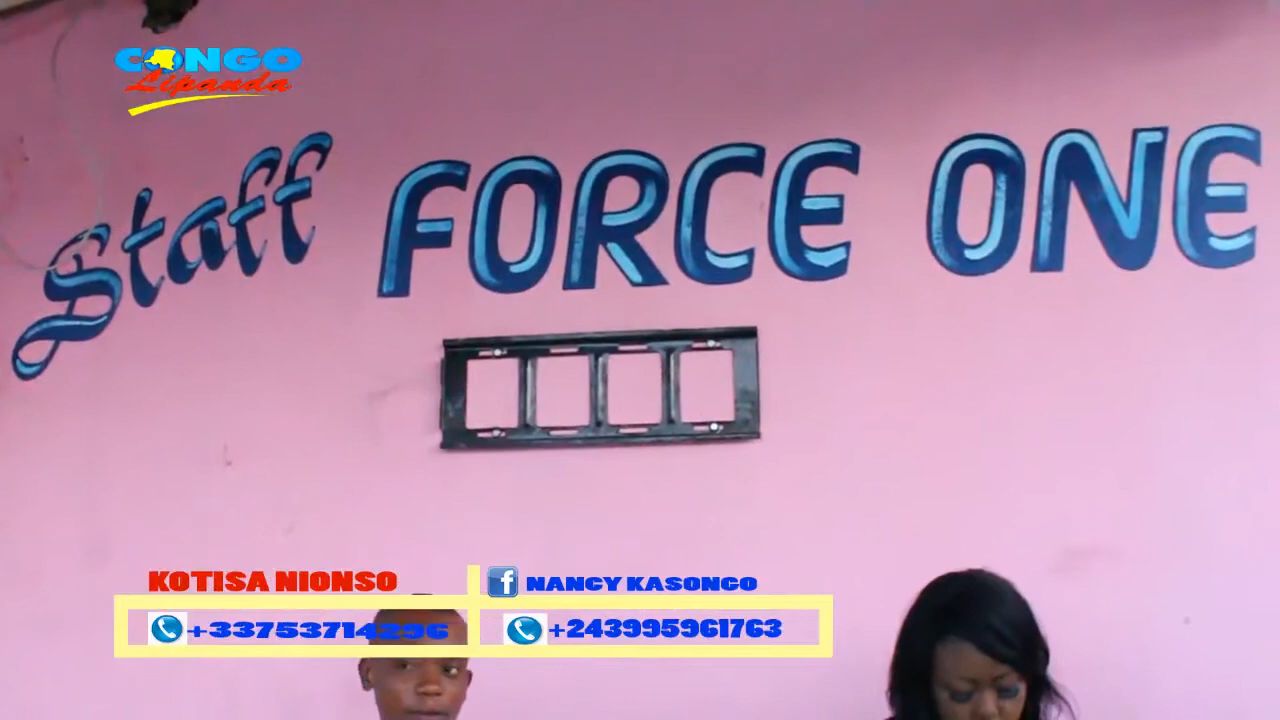 CONGO
Lipanda
Staff FORCE ONE
KOTISA NIONSO
NANCY KASONGO
+33753714296
+243995961763